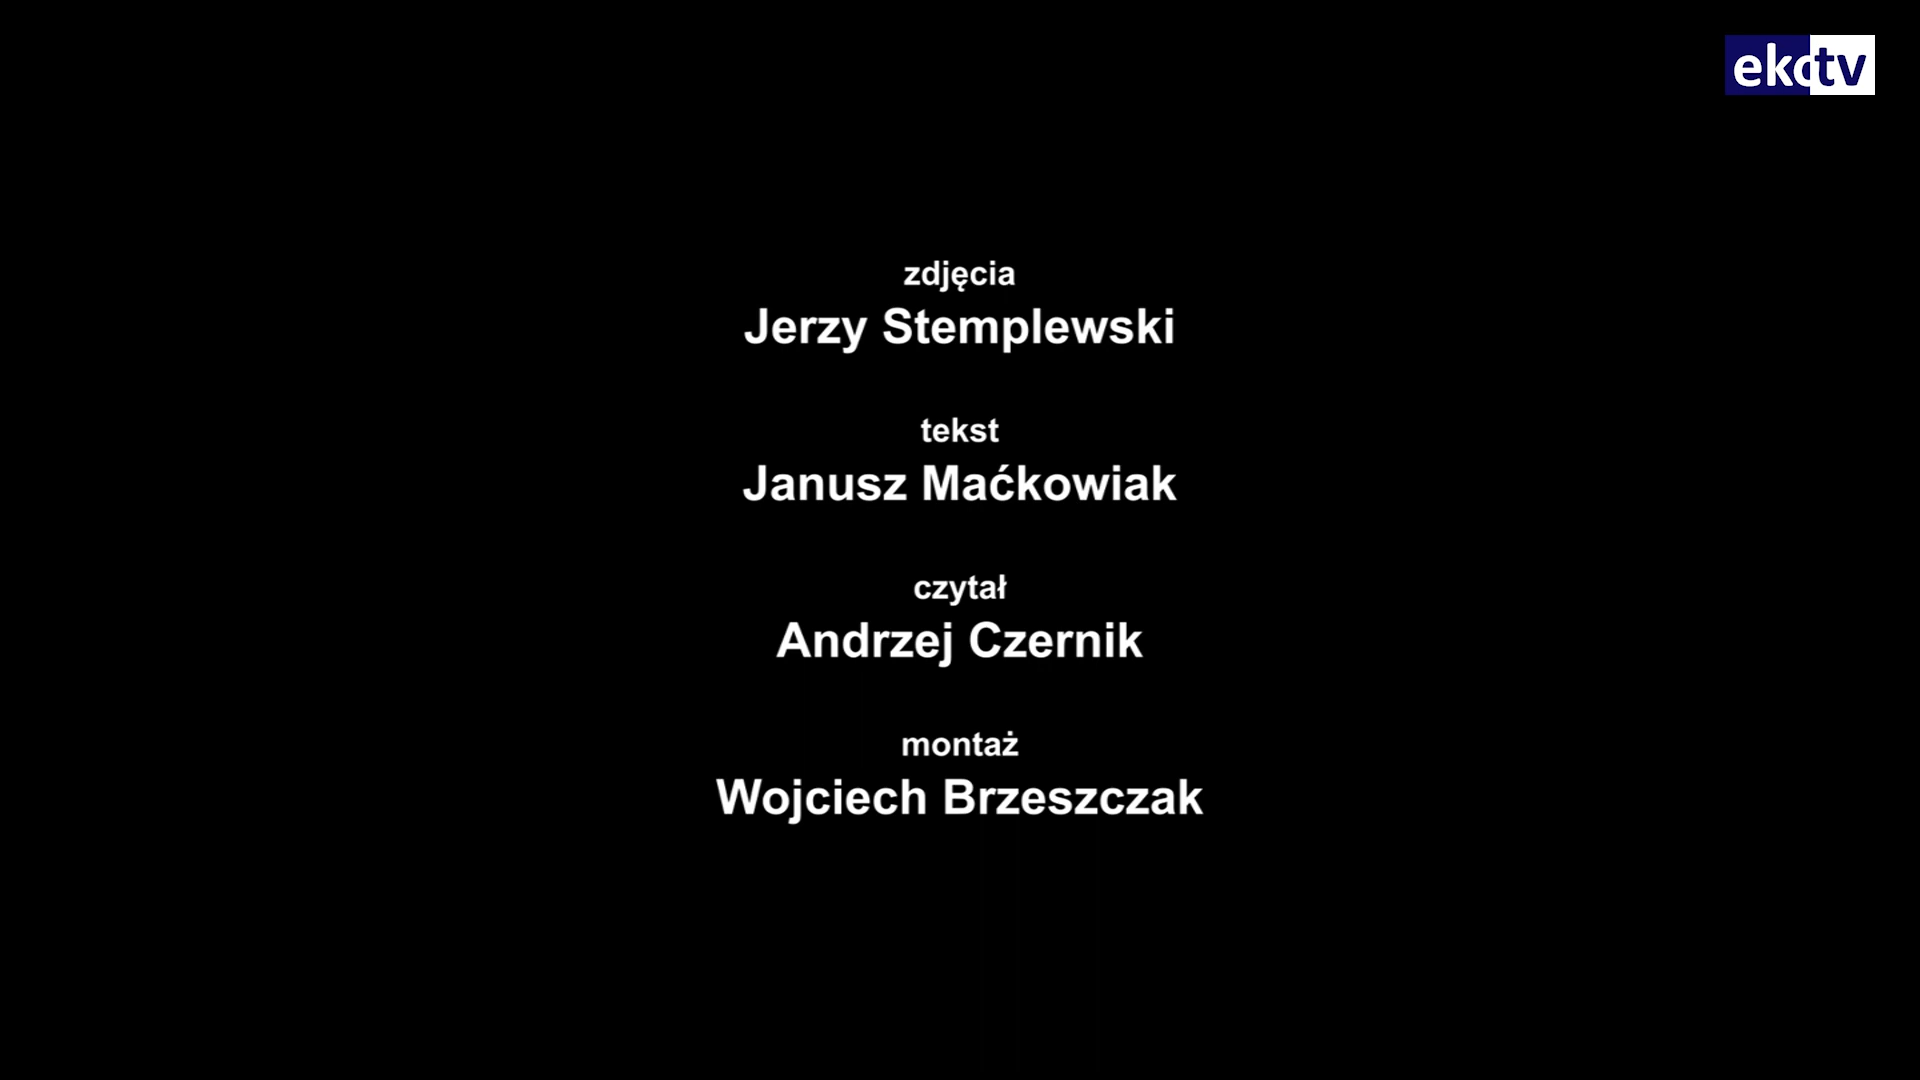 ekotv
zdjęcia
Jerzy Stemplewski
tekst
Janusz Maćkowiak
czytał
Andrzej Czernik
montaż
Wojciech Brzeszczak